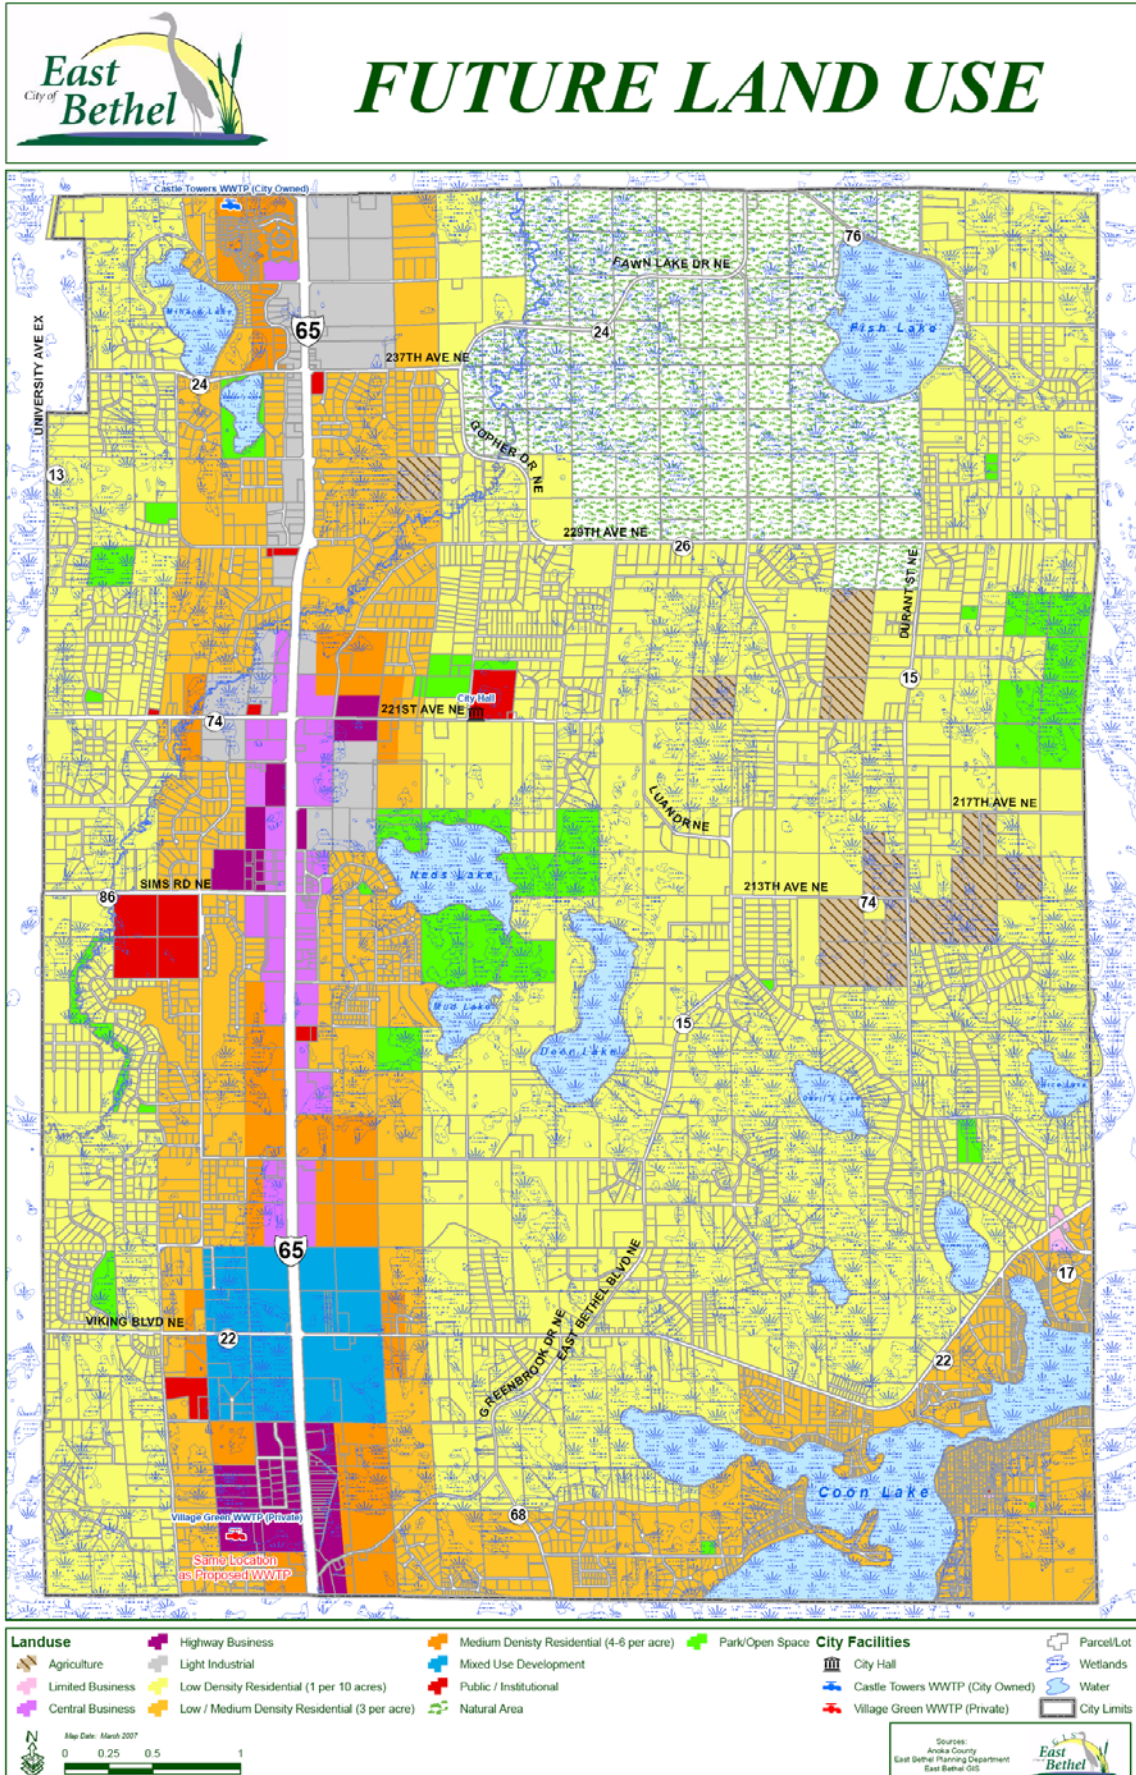 East
City of
Bethel
FUTURE LAND USE
Castle Towers WWTP (City Owned)
76
FAWN LAKE DR NE
UNIVERSITY AVE EX
65
24
Fish Lake
237TH AVE NE
24
GOPHER DR NE
13
229TH AVE NE
26
DURANT ST NE
15
City Hall
221ST AVE NE
74
LUAN DR NE
217TH AVE NE
Neds Lake
SIMS RD NE
86
213TH AVE NE
74
Mud Lake
15
Doon Lake
Devil's Lake
65
EAST BETHEL BLVD NE
17
VIKING BLVD NE
22
GREENBROOK DR NE
22
Coon Lake
68
Village Green WWTP (Private)
Same Location
as Proposed WWTP
Landuse
Agriculture
Limited Business
Central Business
Highway Business
Light Industrial
Low Density Residential (1 per 10 acres)
Low / Medium Density Residential (3 per acre)
Medium Denisty Residential (4-6 per acre)
Mixed Use Development
Public / Institutional
Natural Area
Park/Open Space
City Facilities
City Hall
Castle Towers WWTP (City Owned)
Village Green WWTP (Private)
Parcel/Lot
Wetlands
Water
City Limits
N
Map Date: March 2007
0 0.25 0.5 1
Sources:
Anoka County
East Bethel Planning Department
East Bethel GIS
GIS
East
Bethel